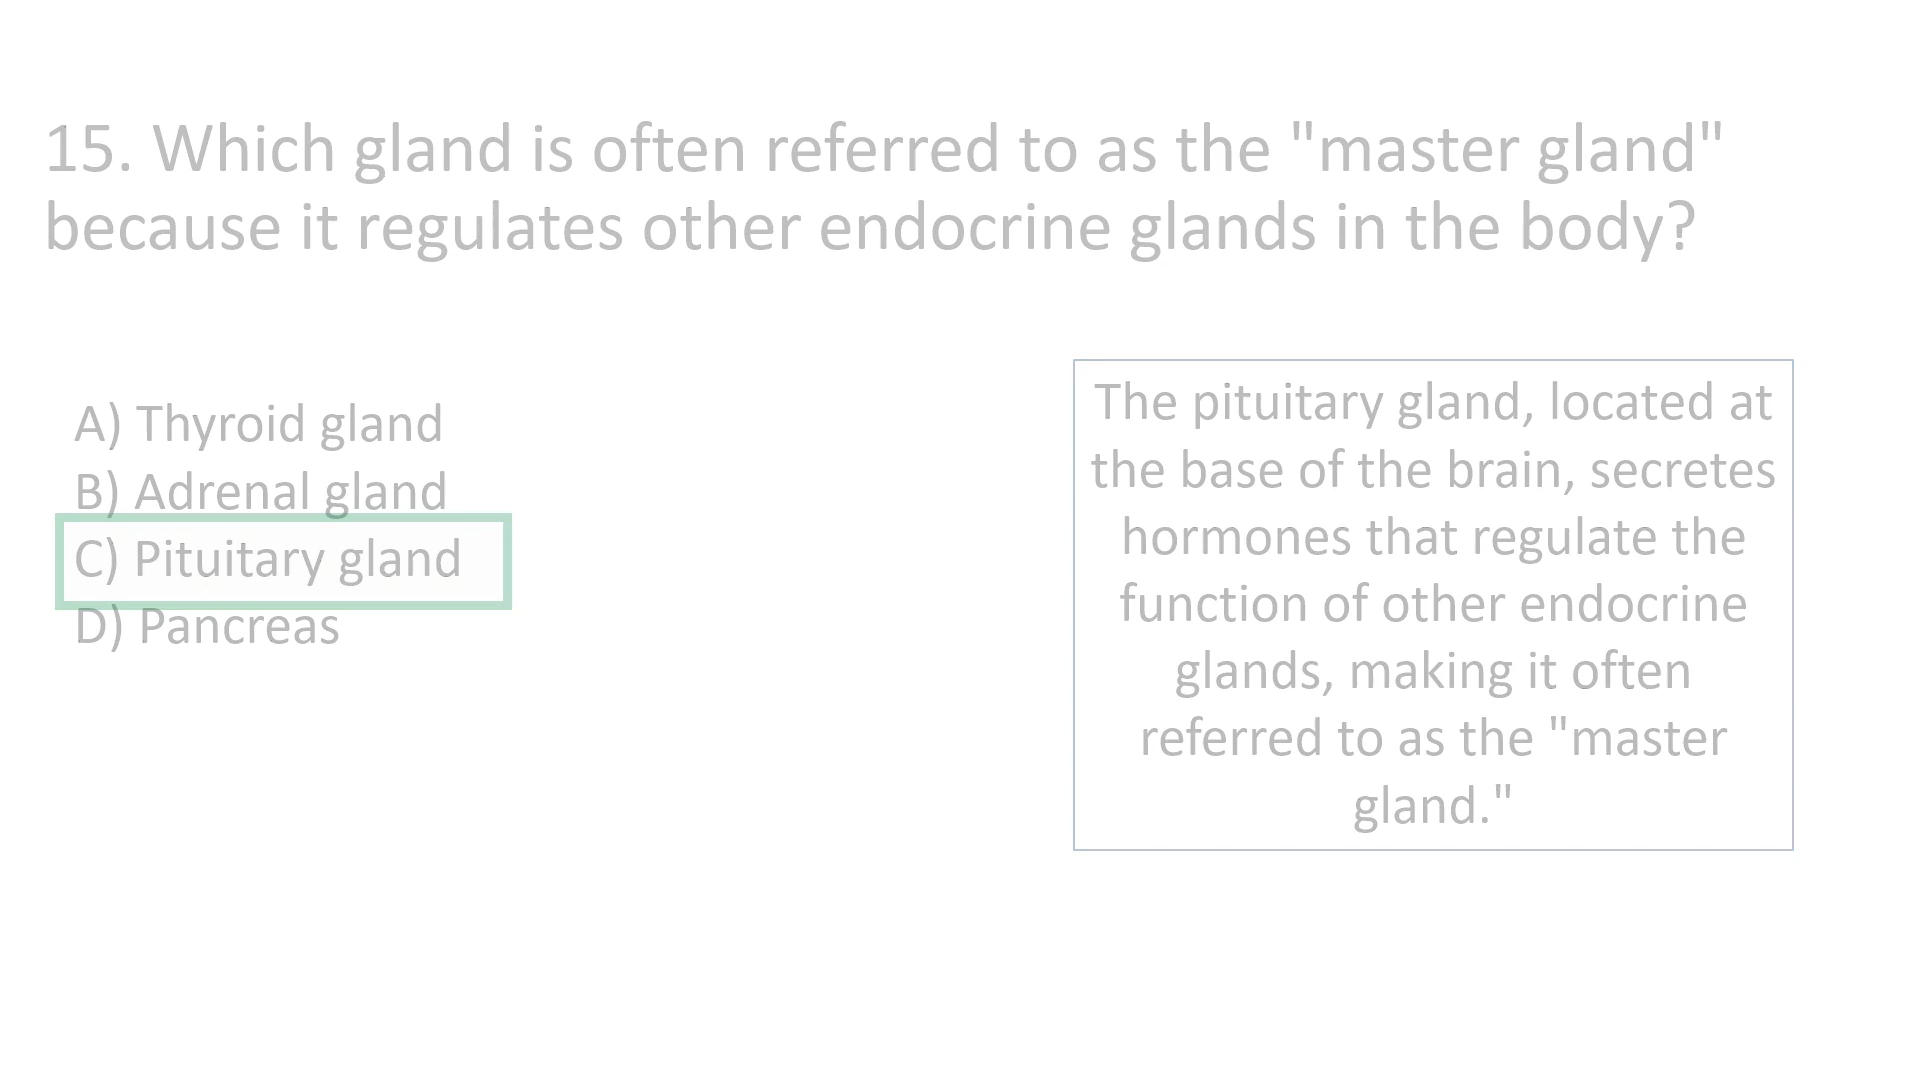 15. Which gland is often referred to as the "master gland"
because it regulates other endocrine glands in the body?
A) Thyroid gland
B) Adrenal gland
C) Pituitary gland
D) Pancreas
The pituitary gland, located at
the base of the brain, secretes
hormones that regulate the
function of other endocrine
glands, making it often
referred to as the "master
gland."